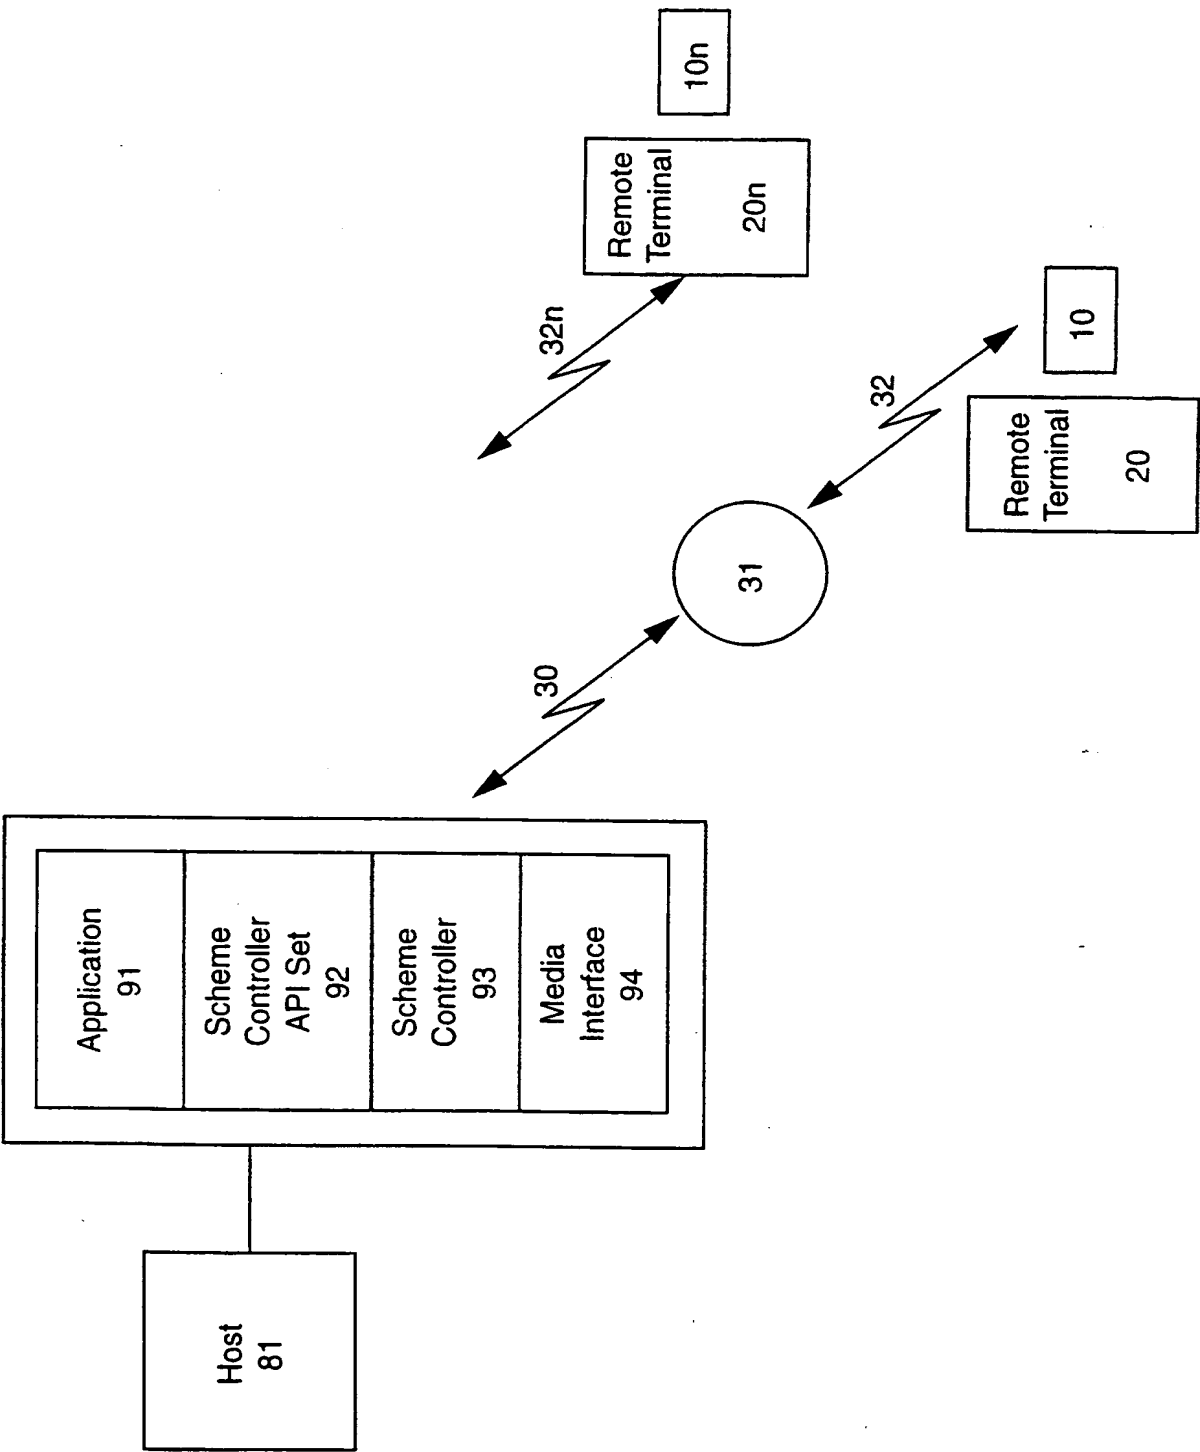 Host
81
Application
91
Scheme
Controller
API Set
92
Scheme
Controller
93
Media
Interface
94
30
31
32n
32
Remote
Terminal
20n
10n
Remote
Terminal
20
10